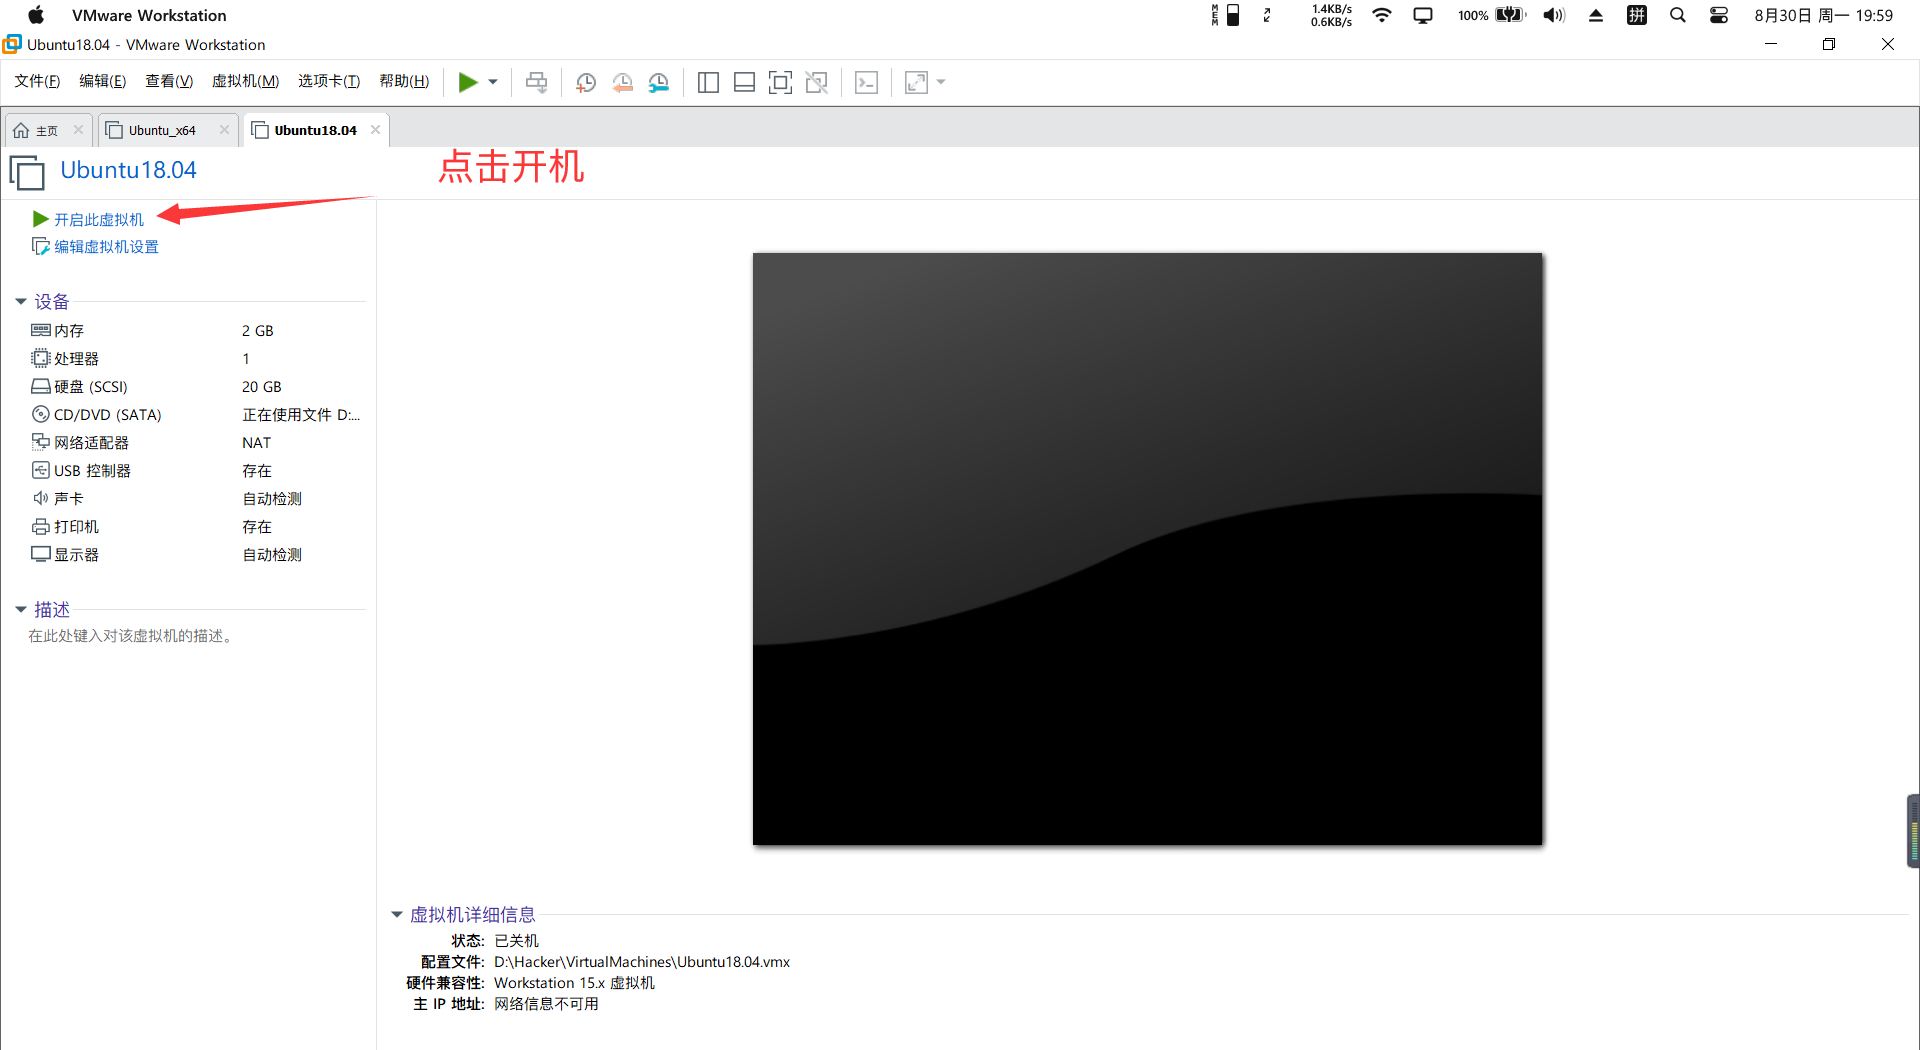 VMware Workstation
MEM
1.4KB/s
0.6KB/s
100%
拼
8月30日 周一 19:59
Ubuntu18.04 - VMware Workstation
文件(F) 编辑(E) 查看(V) 虚拟机(M) 选项卡(T) 帮助(H)
主页 Ubuntu_x64 Ubuntu18.04
Ubuntu18.04
点击开机
开启此虚拟机
编辑虚拟机设置
设备
内存 2 GB
处理器 1
硬盘 (SCSI) 20 GB
CD/DVD (SATA) 正在使用文件 D:...
网络适配器 NAT
USB 控制器 存在
声卡 自动检测
打印机 存在
显示器 自动检测
描述
在此处键入对该虚拟机的描述。
虚拟机详细信息
状态: 已关机
配置文件: D:\Hacker\VirtualMachines\Ubuntu18.04.vmx
硬件兼容性: Workstation 15.x 虚拟机
主 IP 地址: 网络信息不可用